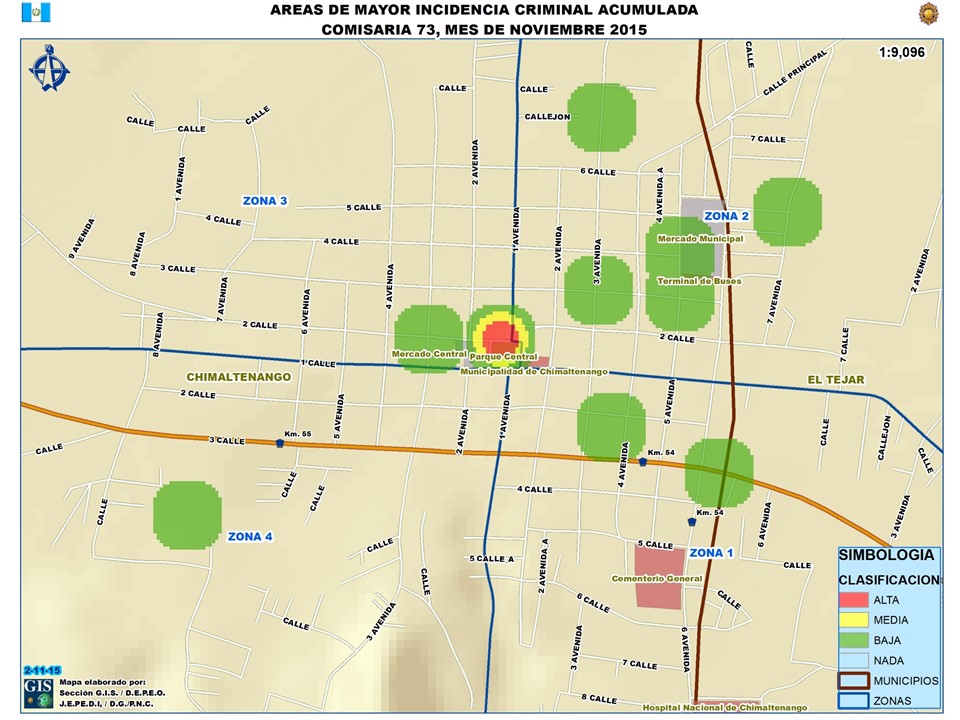 AREAS DE MAYOR INCIDENCIA CRIMINAL ACUMULADA
COMISARIA 73, MES DE NOVIEMBRE 2015
1:9,096
CALLE
CALLE PRINCIPAL
CALLE
CALLE
CALLEJON
CALLE
CALLE
CALLE
7 CALLE
2 AVENIDA
1 AVENIDA
6 CALLE
4 AVENIDA A
ZONA 3
5 CALLE
4 CALLE
1 AVENIDA
ZONA 2
Mercado Municipal
9 AVENIDA
8 AVENIDA
4 CALLE
2 AVENIDA
3 AVENIDA
3 CALLE
4 AVENIDA
Terminal de Buses
2 AVENIDA
7 AVENIDA
6 AVENIDA
7 AVENIDA
8 AVENIDA
2 CALLE
2 CALLE
7 CALLE
Mercado Central
Parque Central
1 CALLE
Municipalidad de Chimaltenango
CHIMALTENANGO
EL TEJAR
2 CALLE
5 AVENIDA
2 AVENIDA
1 AVENIDA
5 AVENIDA
CALLE
CALLEJON
Km. 55
3 CALLE
CALLE
4 AVENIDA
Km. 54
CALLE
CALLE
CALLE
CALLE
4 CALLE
Km. 54
6 AVENIDA
3 AVENIDA
ZONA 4
CALLE
5 CALLE A
2 AVENIDA A
5 CALLE
ZONA 1
CALLE
Cementerio General
CALLE
6 CALLE
CALLE
CALLE
3 AVENIDA
3 AVENIDA
6 AVENIDA
7 CALLE
8 CALLE
Hospital Nacional de Chimaltenango
SIMBOLOGIA
CLASIFICACION
ALTA
MEDIA
BAJA
NADA
MUNICIPIOS
ZONAS
2-11-15
GIS
Mapa elaborado por:
Sección G.I.S. / D.E.P.E.O.
J.E.P.E.D.I, / D.G./P.N.C.